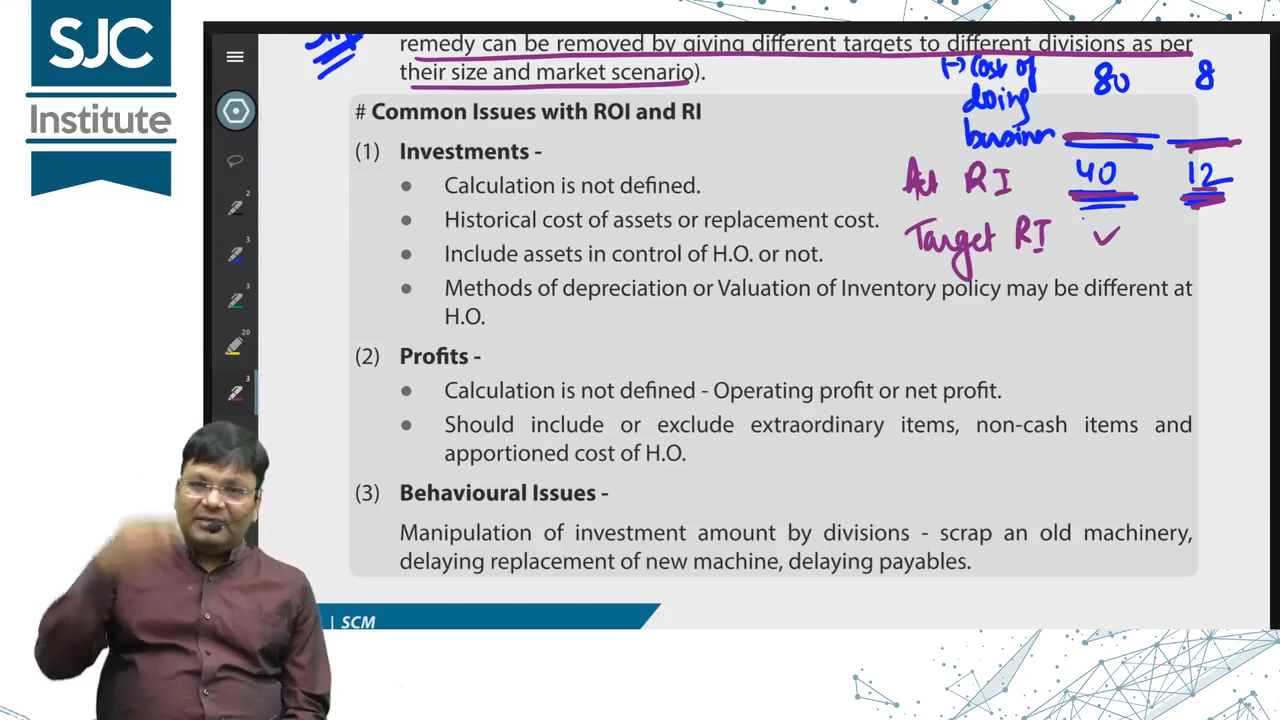 SJC
Institute
remedy can be removed by giving different targets to different divisions as per
their size and market scenario).
(-) Cost of 80 8
doing
busines
# Common Issues with ROI and RI
(1) Investments -
● Calculation is not defined.
Act RI 40 12
● Historical cost of assets or replacement cost.
Target RI ✓
● Include assets in control of H.O. or not.
● Methods of depreciation or Valuation of Inventory policy may be different at
H.O.
(2) Profits -
● Calculation is not defined - Operating profit or net profit.
● Should include or exclude extraordinary items, non-cash items and
apportioned cost of H.O.
(3) Behavioural Issues -
Manipulation of investment amount by divisions - scrap an old machinery,
delaying replacement of new machine, delaying payables.
| SCM
2
3
3
20
3